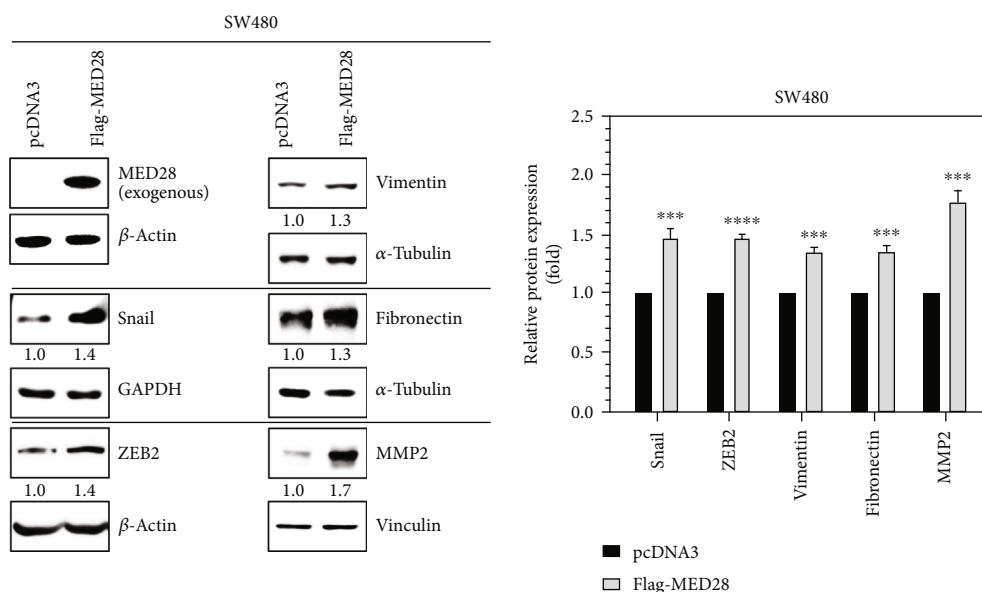 SW480
pcDNA3
Flag-MED28
MED28
(exogenous)
β-Actin
Snail
1.0 1.4
GAPDH
ZEB2
1.0 1.4
β-Actin
pcDNA3
Flag-MED28
Vimentin
1.0 1.3
α-Tubulin
Fibronectin
1.0 1.3
α-Tubulin
MMP2
1.0 1.7
Vinculin
SW480
Relative protein expression
(fold)
2.5
2.0
1.5
1.0
0.5
0.0
*** **** *** *** ***
Snail
ZEB2
Vimentin
Fibronectin
MMP2
pcDNA3
Flag-MED28